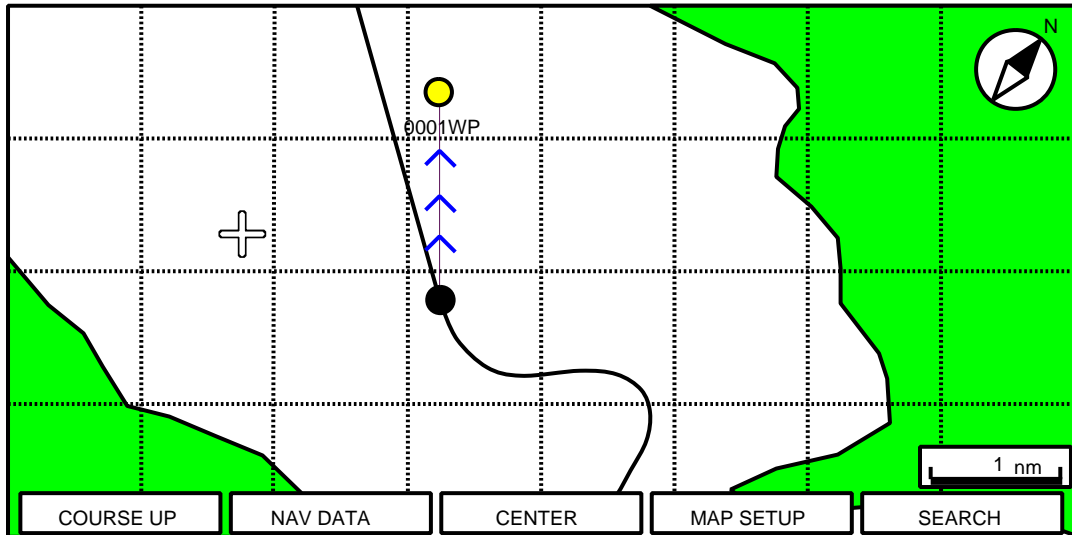 N
0001WP
1 nm
COURSE UP
NAV DATA
CENTER
MAP SETUP
SEARCH